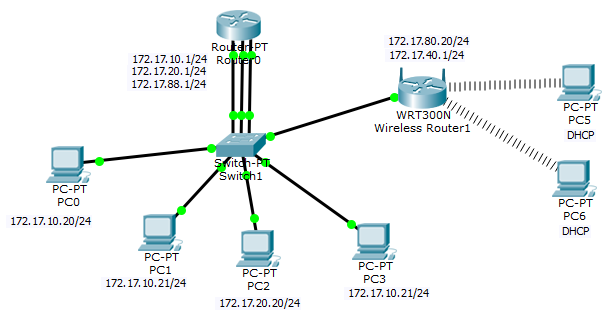 Router-PT
Router0
172.17.10.1/24
172.17.20.1/24
172.17.88.1/24
172.17.80.20/24
172.17.40.1/24
WRT300N
Wireless Router1
PC-PT
PC5
DHCP
Switch-PT
Switch1
PC-PT
PC0
172.17.10.20/24
PC-PT
PC6
DHCP
PC-PT
PC1
172.17.10.21/24
PC-PT
PC2
172.17.20.20/24
PC-PT
PC3
172.17.10.21/24